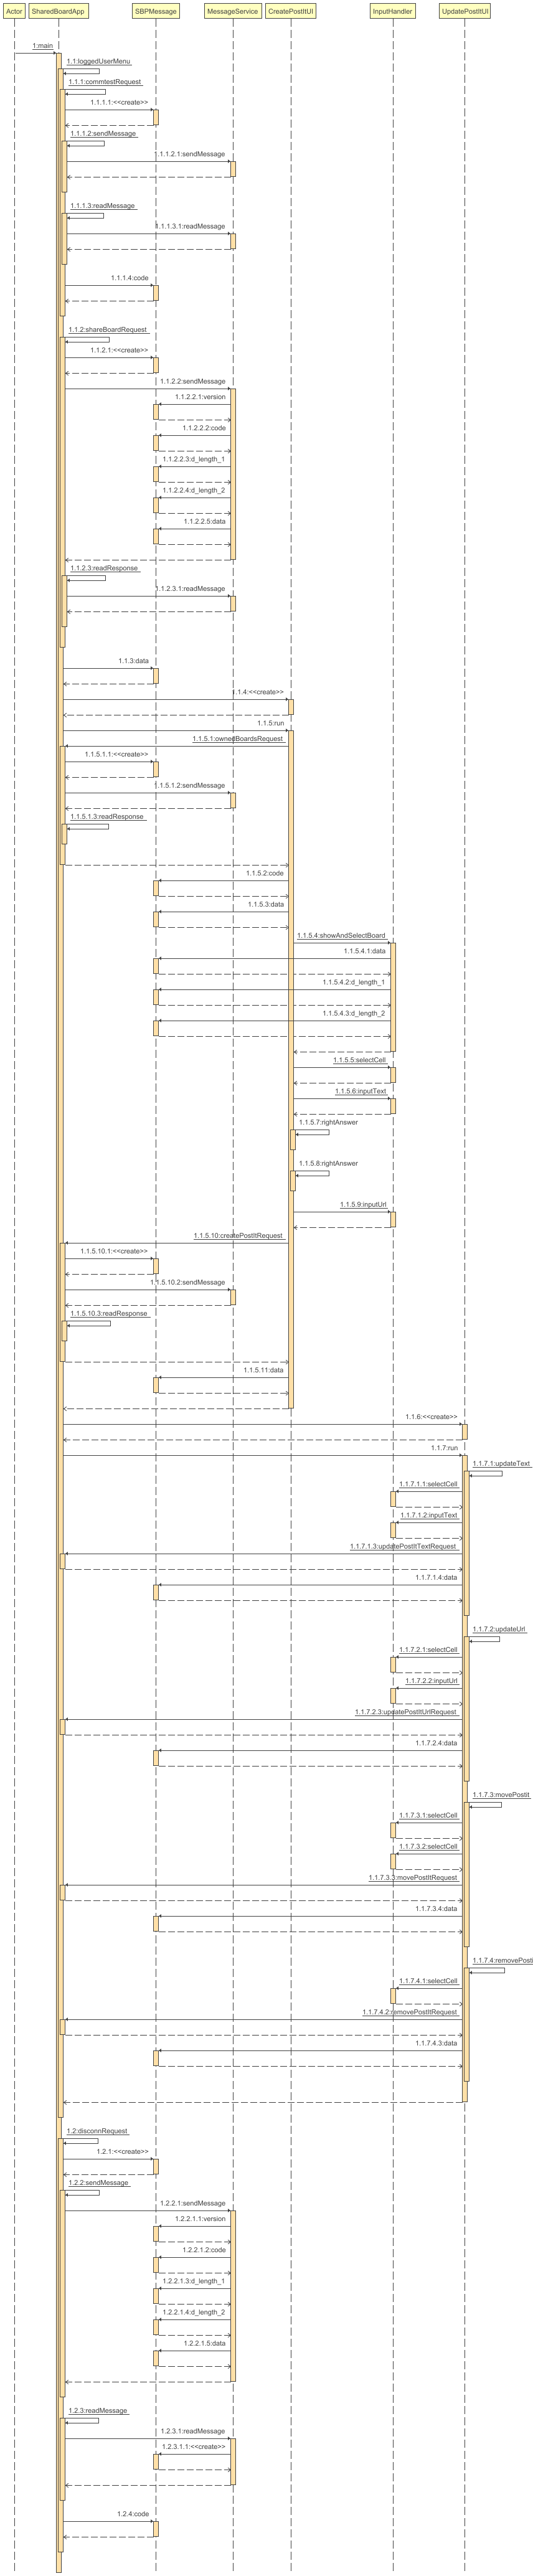 Actor
SharedBoardApp
SBPMessage
MessageService
CreatePostItUI
InputHandler
UpdatePostItUI
1:main
1.1:loggedUserMenu
1.1.1:commtestRequest
1.1.1.1:<<create>>
1.1.1.2:sendMessage
1.1.1.2.1:sendMessage
1.1.1.3:readMessage
1.1.1.3.1:readMessage
1.1.1.4:code
1.1.2:shareBoardRequest
1.1.2.1:<<create>>
1.1.2.2:sendMessage
1.1.2.2.1:version
1.1.2.2.2:code
1.1.2.2.3:d_length_1
1.1.2.2.4:d_length_2
1.1.2.2.5:data
1.1.2.3:readResponse
1.1.2.3.1:readMessage
1.1.3:data
1.1.4:<<create>>
1.1.5:run
1.1.5.1:ownedBoardsRequest
1.1.5.1.1:<<create>>
1.1.5.1.2:sendMessage
1.1.5.1.3:readResponse
1.1.5.2:code
1.1.5.3:data
1.1.5.4:showAndSelectBoard
1.1.5.4.1:data
1.1.5.4.2:d_length_1
1.1.5.4.3:d_length_2
1.1.5.5:selectCell
1.1.5.6:inputText
1.1.5.7:rightAnswer
1.1.5.8:rightAnswer
1.1.5.9:inputUrl
1.1.5.10:createPostItRequest
1.1.5.10.1:<<create>>
1.1.5.10.2:sendMessage
1.1.5.10.3:readResponse
1.1.5.11:data
1.1.6:<<create>>
1.1.7:run
1.1.7.1:updateText
1.1.7.1.1:selectCell
1.1.7.1.2:inputText
1.1.7.1.3:updatePostItTextRequest
1.1.7.1.4:data
1.1.7.2:updateUrl
1.1.7.2.1:selectCell
1.1.7.2.2:inputUrl
1.1.7.2.3:updatePostItUrlRequest
1.1.7.2.4:data
1.1.7.3:movePostit
1.1.7.3.1:selectCell
1.1.7.3.2:selectCell
1.1.7.3.3:movePostItRequest
1.1.7.3.4:data
1.1.7.4:removePosti
1.1.7.4.1:selectCell
1.1.7.4.2:removePostItRequest
1.1.7.4.3:data
1.2:disconnRequest
1.2.1:<<create>>
1.2.2:sendMessage
1.2.2.1:sendMessage
1.2.2.1.1:version
1.2.2.1.2:code
1.2.2.1.3:d_length_1
1.2.2.1.4:d_length_2
1.2.2.1.5:data
1.2.3:readMessage
1.2.3.1:readMessage
1.2.3.1.1:<<create>>
1.2.4:code